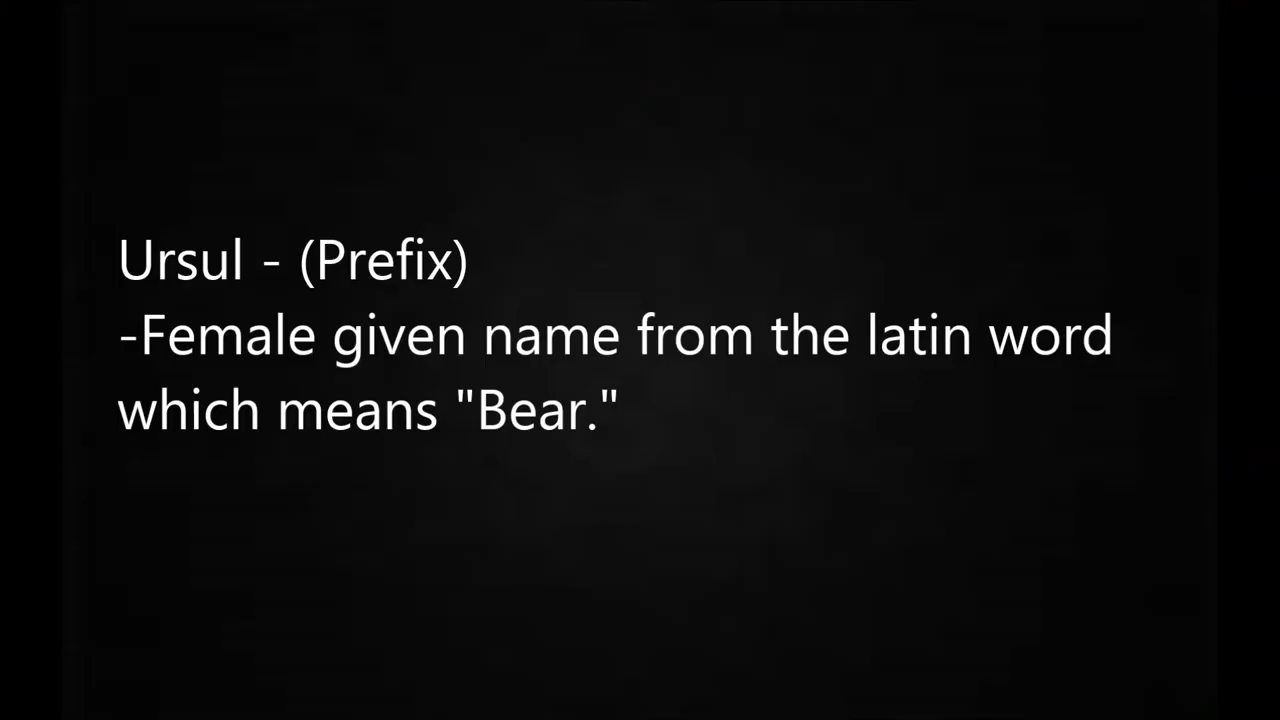 Ursul - (Prefix)
-Female given name from the latin word
which means "Bear."